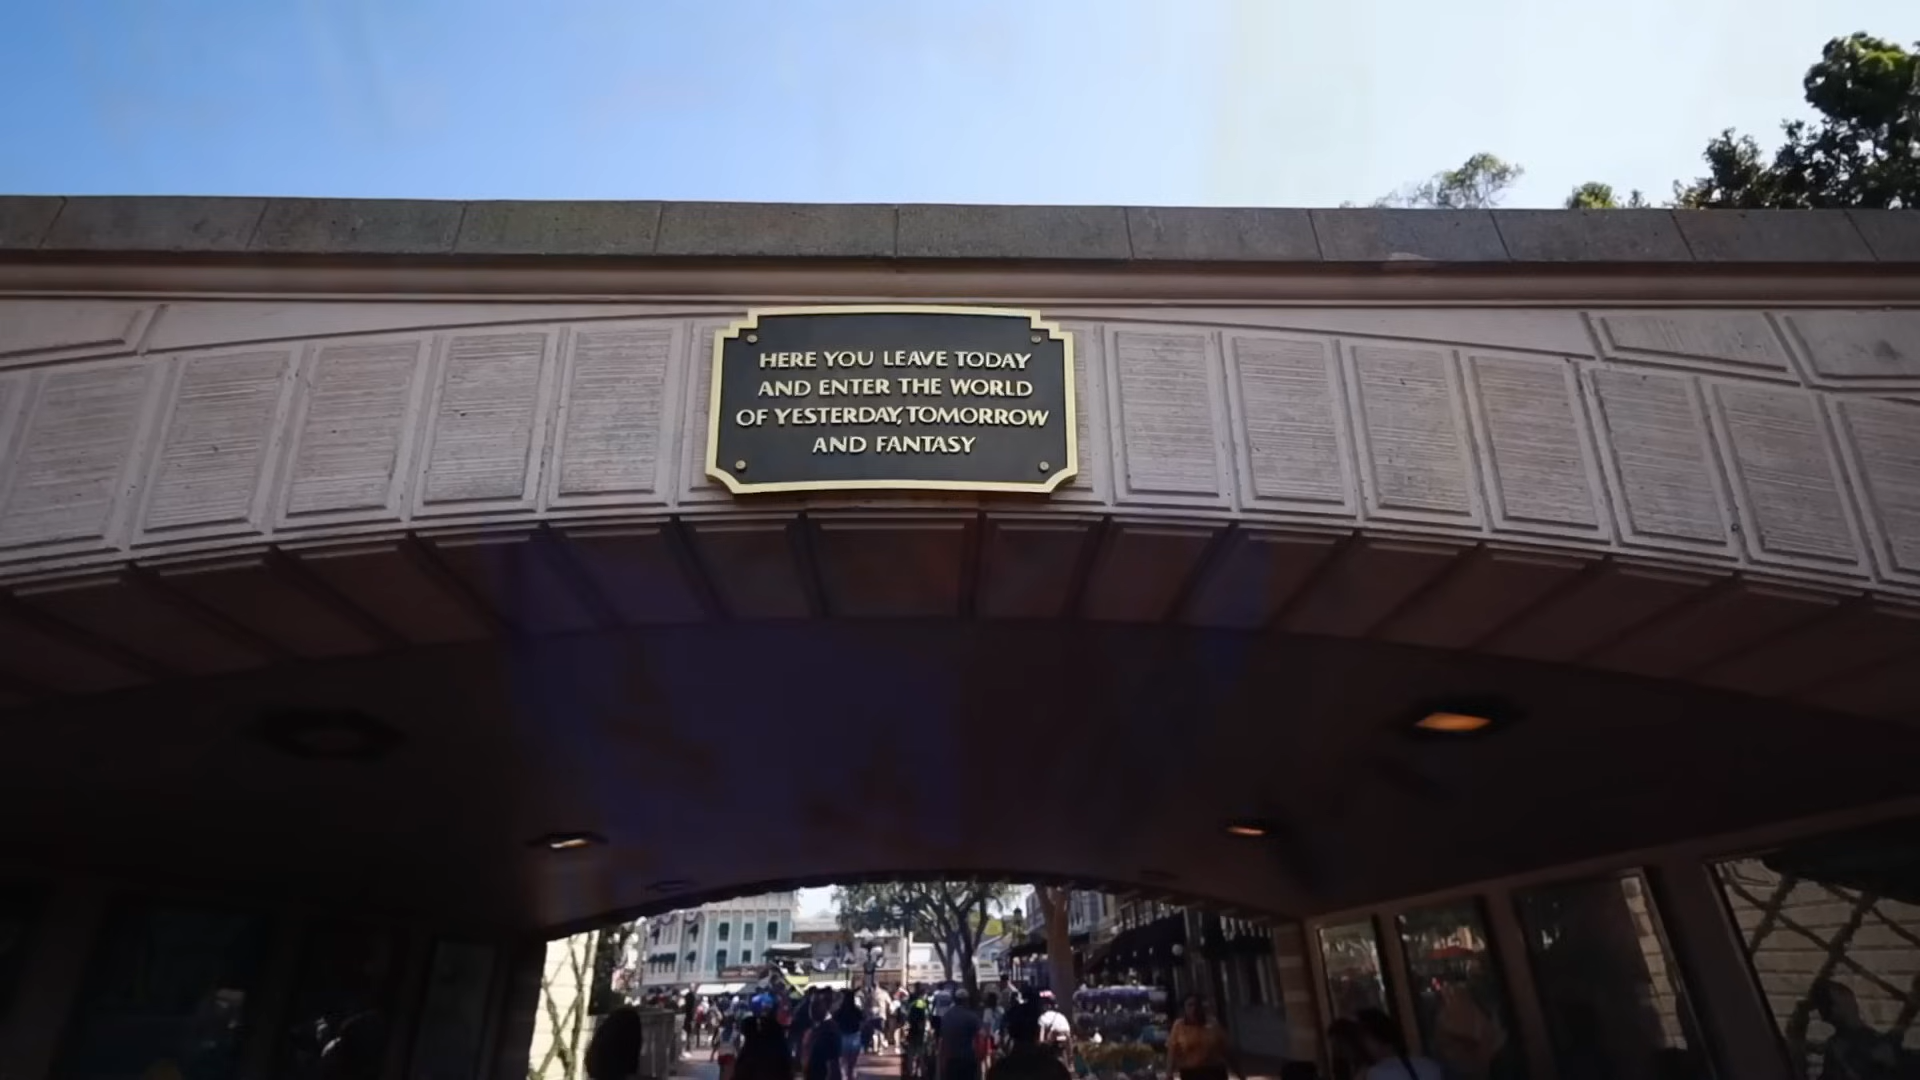 HERE YOU LEAVE TODAY
AND ENTER THE WORLD
OF YESTERDAY, TOMORROW
AND FANTASY